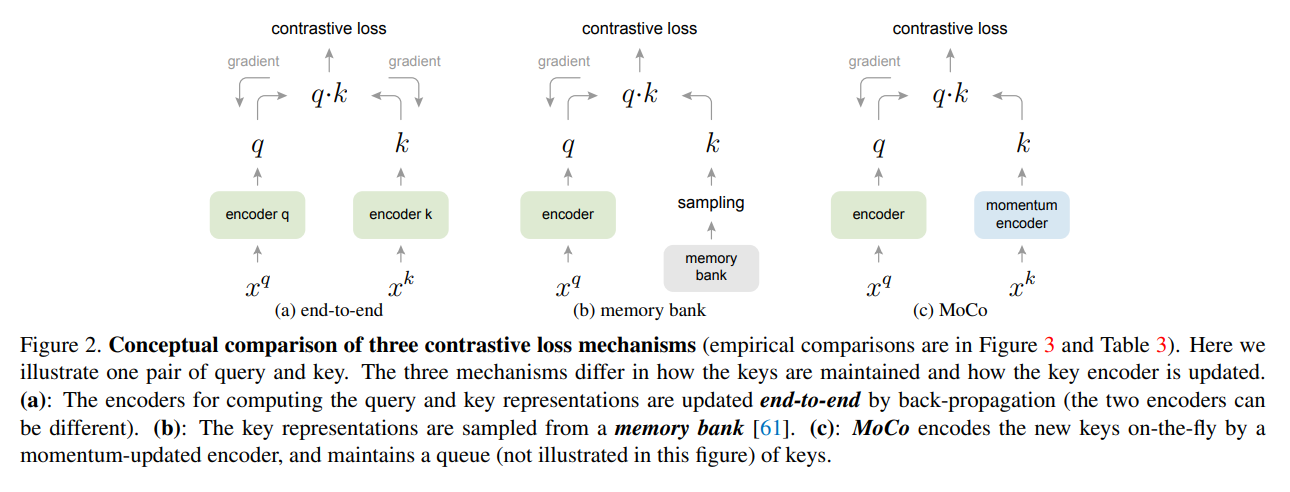 contrastive loss
gradient
gradient
q·k
q
k
encoder q
encoder k
x^q
x^k
(a) end-to-end
contrastive loss
gradient
q·k
q
k
sampling
encoder
memory
bank
x^q
(b) memory bank
contrastive loss
gradient
q·k
q
k
encoder
momentum
encoder
x^q
x^k
(c) MoCo
Figure 2. Conceptual comparison of three contrastive loss mechanisms (empirical comparisons are in Figure 3 and Table 3). Here we
illustrate one pair of query and key. The three mechanisms differ in how the keys are maintained and how the key encoder is updated.
(a): The encoders for computing the query and key representations are updated end-to-end by back-propagation (the two encoders can
be different). (b): The key representations are sampled from a memory bank [61]. (c): MoCo encodes the new keys on-the-fly by a
momentum-updated encoder, and maintains a queue (not illustrated in this figure) of keys.